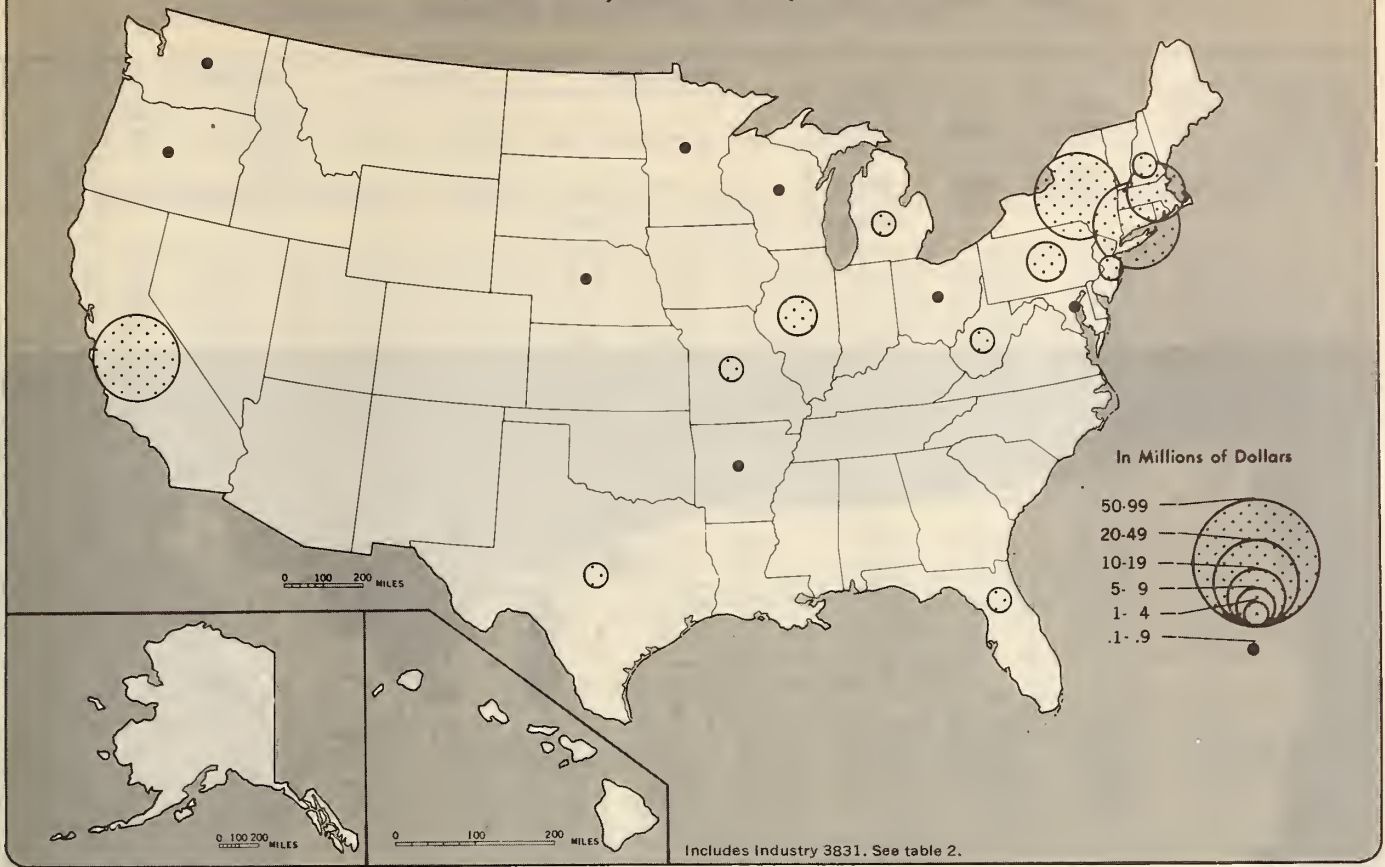 In Millions of Dollars
50-99
20-49
10-19
5- 9
1- 4
.1- .9
0 100 200 MILES
0 100 200 MILES
0 100 200 MILES
Includes Industry 3831. See table 2.